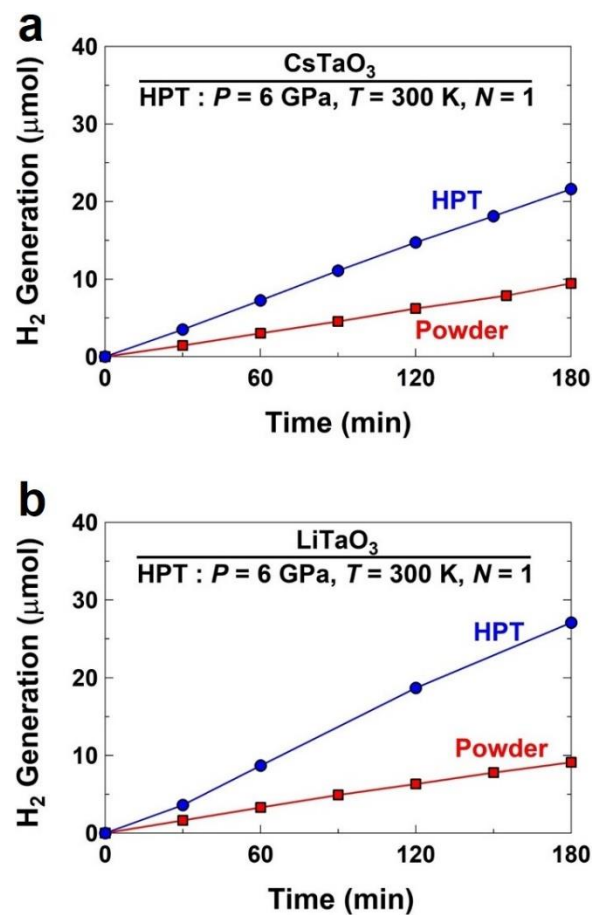 a
40
30
20
10
0
H₂ Generation (μmol)
CsTaO₃
HPT : P = 6 GPa, T = 300 K, N = 1
HPT
Powder
0 60 120 180
Time (min)
b
40
30
20
10
0
H₂ Generation (μmol)
LiTaO₃
HPT : P = 6 GPa, T = 300 K, N = 1
HPT
Powder
0 60 120 180
Time (min)